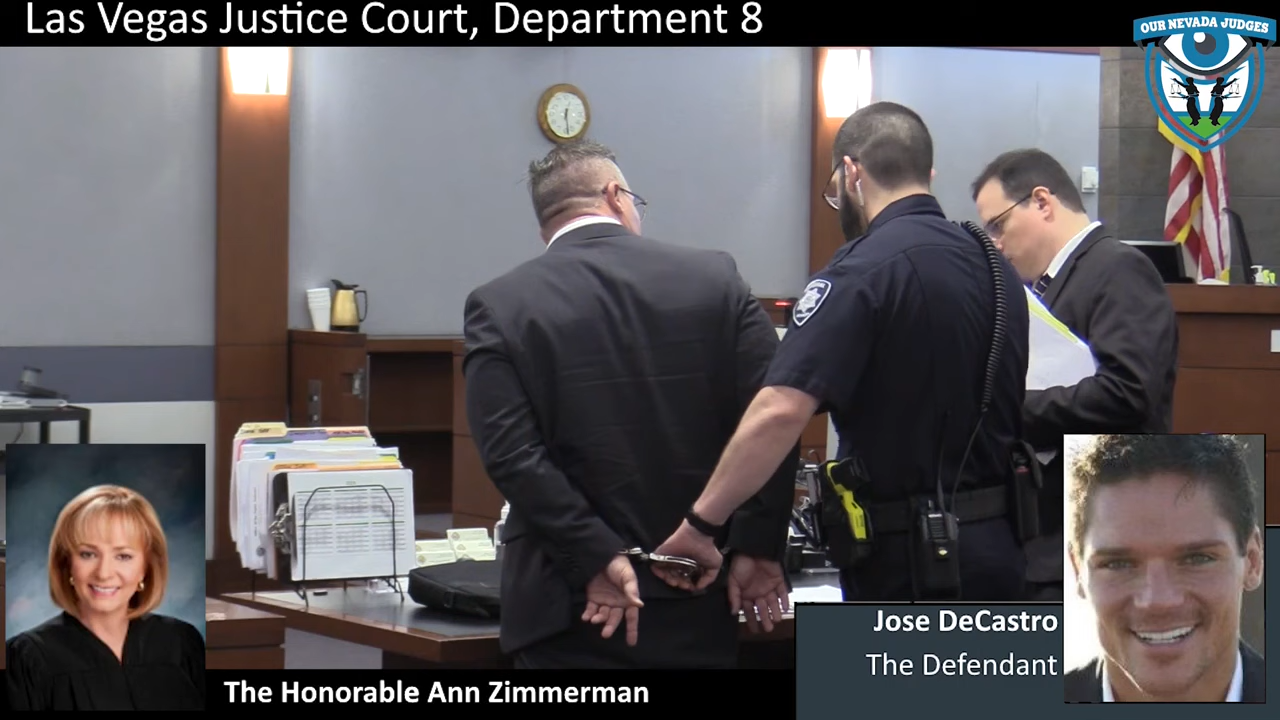 Las Vegas Justice Court, Department 8
OUR NEVADA JUDGES
Jose DeCastro
The Defendant
The Honorable Ann Zimmerman